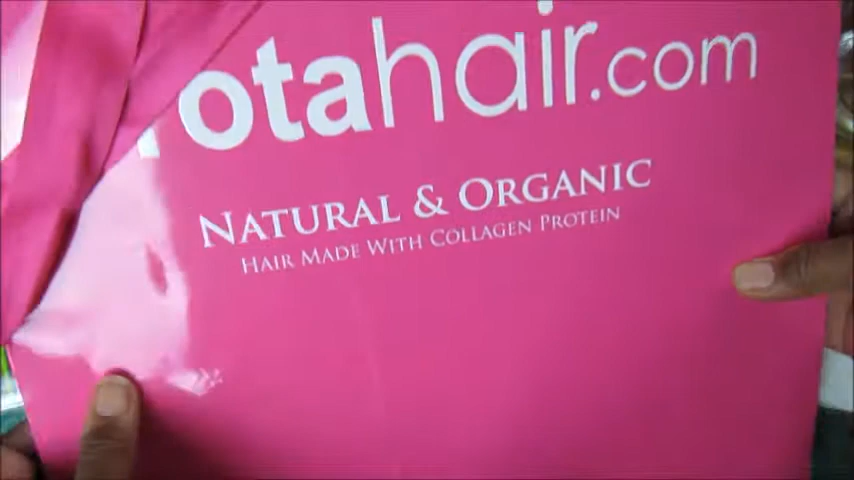 otahair.com
NATURAL & ORGANIC
HAIR MADE WITH COLLAGEN PROTEIN